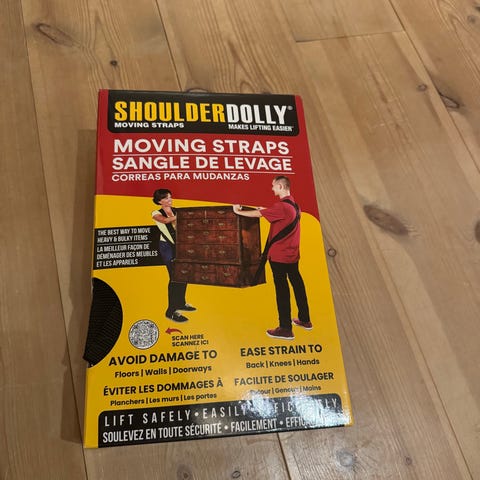 SHOULDERDOLLY®
MOVING STRAPS
MAKES LIFTING EASIER
MOVING STRAPS
SANGLE DE LEVAGE
CORREAS PARA MUDANZAS
THE BEST WAY TO MOVE
HEAVY & BULKY ITEMS
LA MEILLEUR FAÇON DE
DÉMENAGER DES MEUBLES
ET LES APPAREILS
SCAN HERE
SCANNEZ ICI
AVOID DAMAGE TO
Floors | Walls | Doorways
ÉVITER LES DOMMAGES À
Planchers | Les murs | Les portes
EASE STRAIN TO
Back | Knees | Hands
FACILITE DE SOULAGER
Mains
LIFT SAFELY • EASILY
SOULEVEZ EN TOUTE SÉCURITÉ • FACILEMENT •